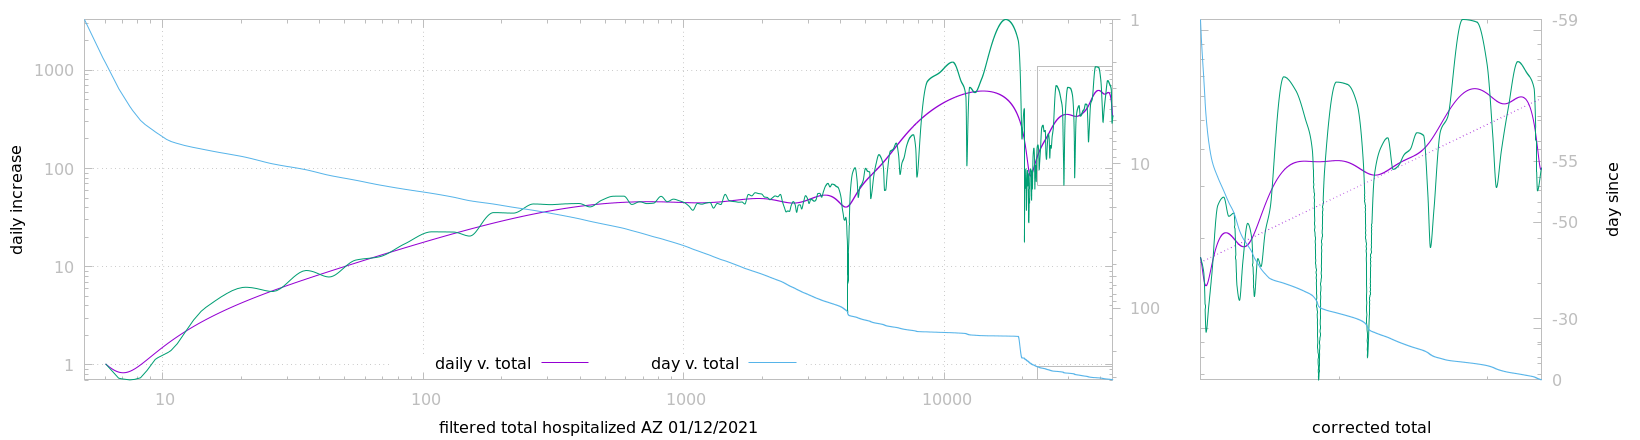 1
-59
1000
daily increase
100
10
-55
day since
-50
10
100
-30
1
daily v. total
day v. total
0
10
100
1000
10000
filtered total hospitalized AZ 01/12/2021
corrected total